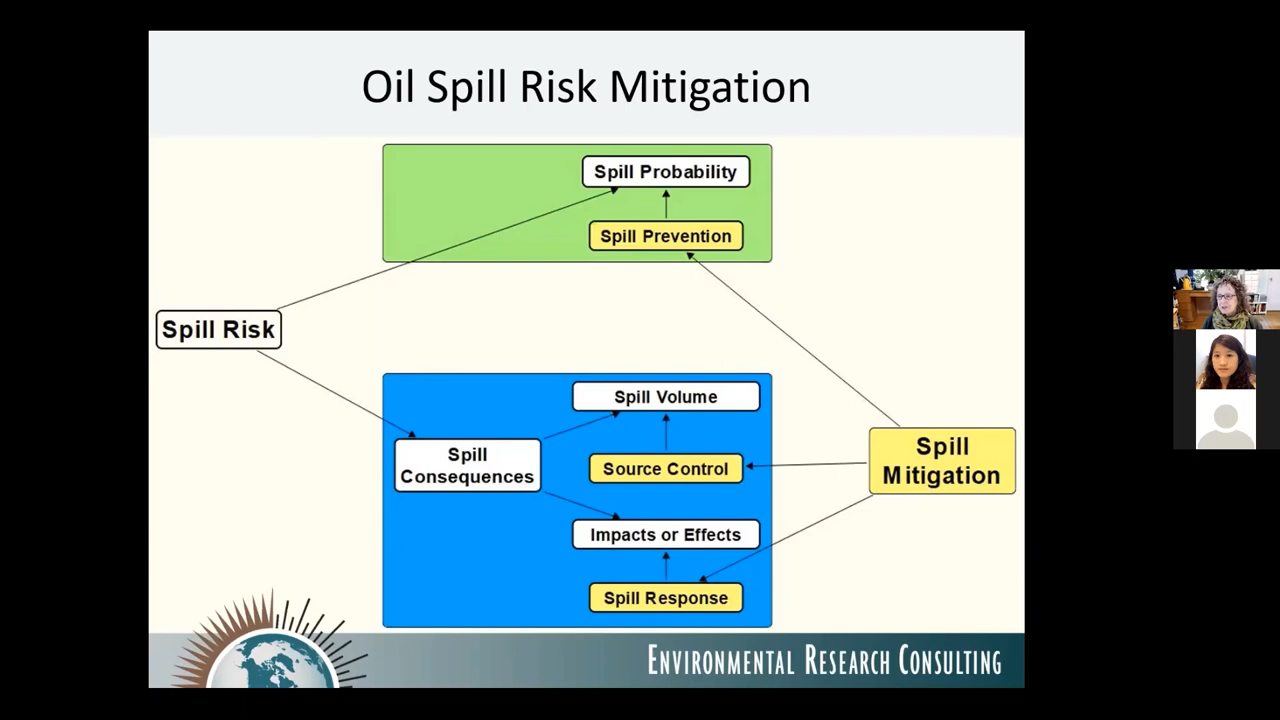 Oil Spill Risk Mitigation
Spill Probability
Spill Prevention
Spill Risk
Spill Volume
Spill
Consequences
Source Control
Spill
Mitigation
Impacts or Effects
Spill Response
ENVIRONMENTAL RESEARCH CONSULTING